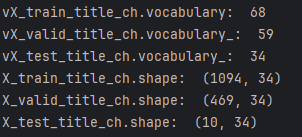 vX_train_title_ch.vocabulary:  68
vX_valid_title_ch.vocabulary_:  59
vX_test_title_ch.vocabulary_:  34
X_train_title_ch.shape:  (1094, 34)
X_valid_title_ch.shape:  (469, 34)
X_test_title_ch.shape:  (10, 34)